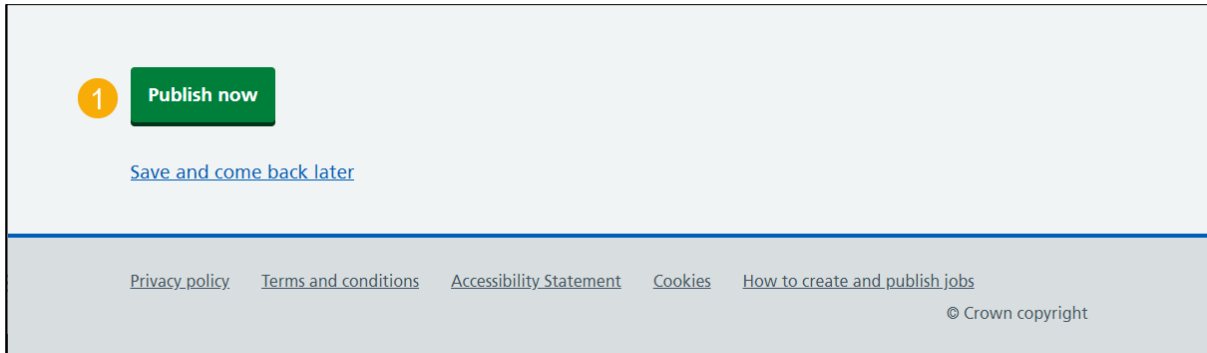 1 Publish now
Save and come back later
Privacy policy Terms and conditions Accessibility Statement Cookies How to create and publish jobs
© Crown copyright